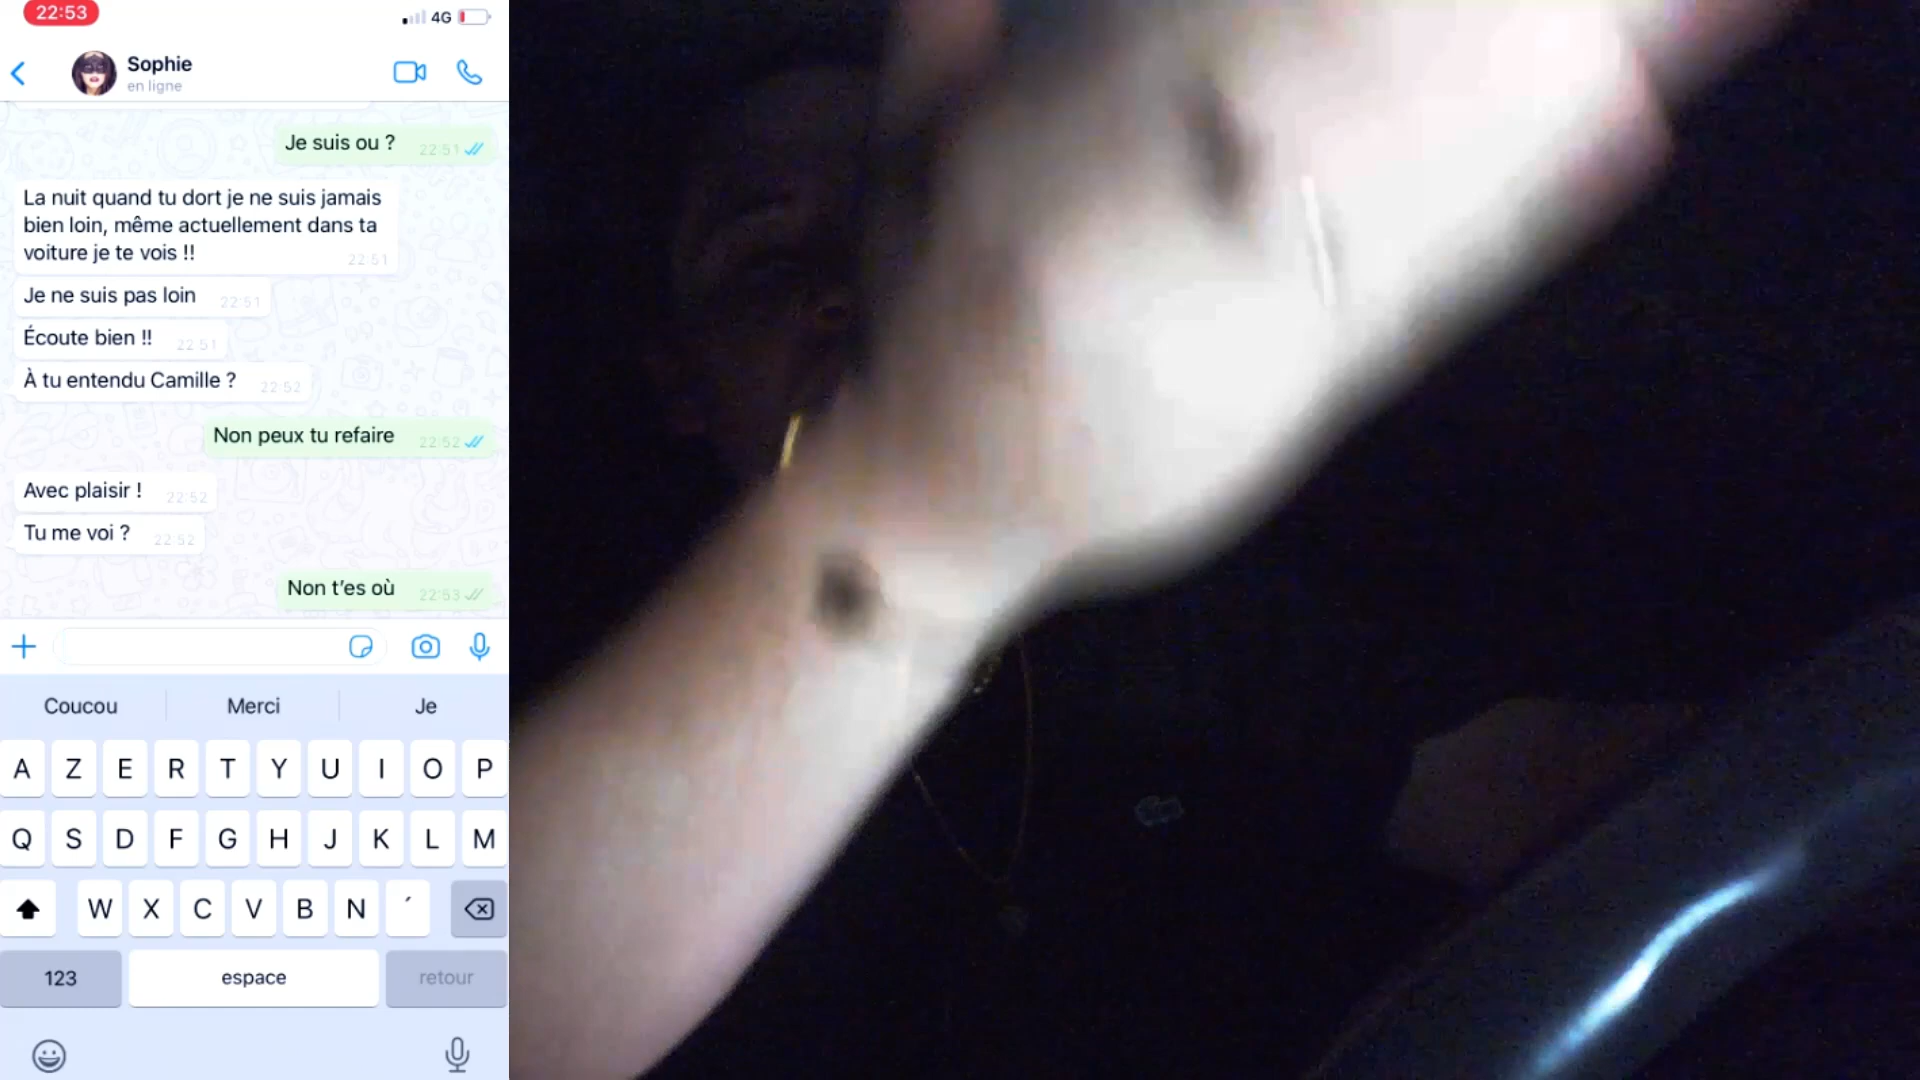 22:53
4G
Sophie
en ligne
Je suis ou ? 22:51
La nuit quand tu dort je ne suis jamais
bien loin, même actuellement dans ta
voiture je te vois !! 22:51
Je ne suis pas loin 22:51
Écoute bien !! 22:51
À tu entendu Camille ? 22:52
Non peux tu refaire 22:52
Avec plaisir ! 22:52
Tu me voi ? 22:52
Non t’es où 22:53
Coucou Merci Je
A Z E R T Y U I O P
Q S D F G H J K L M
W X C V B N ´
123 espace retour